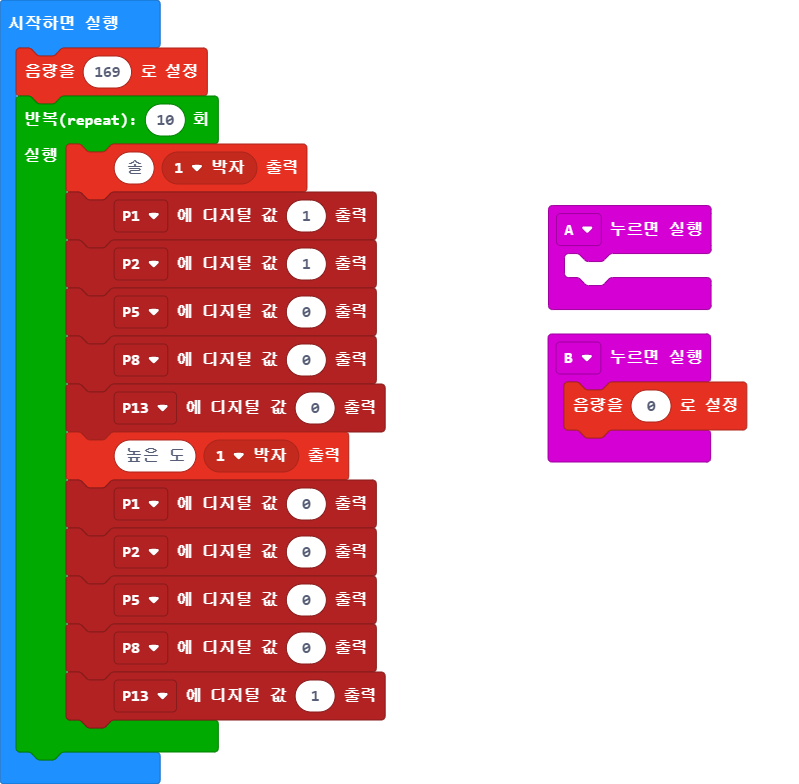 시작하면 실행
음량을 169 로 설정
반복(repeat): 10 회
실행
솔 1 박자 출력
P1 에 디지털 값 1 출력
P2 에 디지털 값 1 출력
P5 에 디지털 값 0 출력
P8 에 디지털 값 0 출력
P13 에 디지털 값 0 출력
높은 도 1 박자 출력
P1 에 디지털 값 0 출력
P2 에 디지털 값 0 출력
P5 에 디지털 값 0 출력
P8 에 디지털 값 0 출력
P13 에 디지털 값 1 출력
A 누르면 실행
B 누르면 실행
음량을 0 로 설정